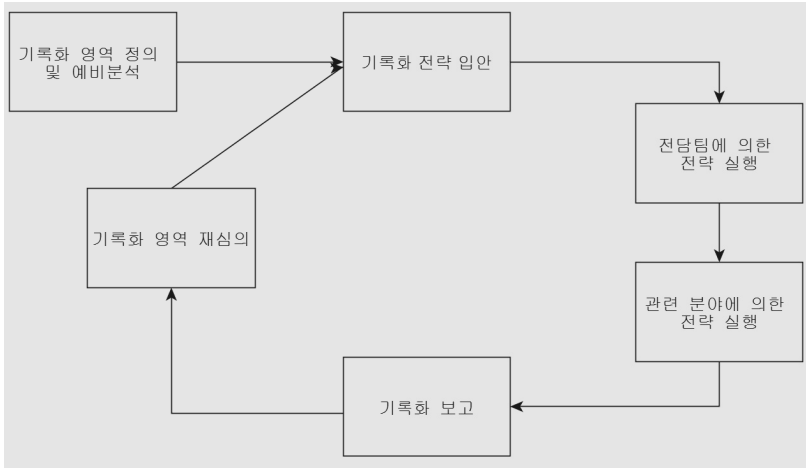 기록화 영역 정의
및 예비분석
기록화 전략 입안
전담팀에 의한
전략 실행
관련 분야에 의한
전략 실행
기록화 보고
기록화 영역 재심의